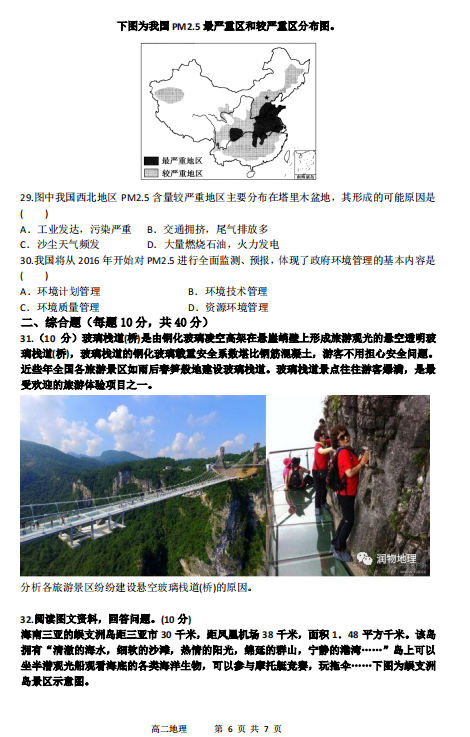 下图为我国 PM2.5 最严重区和较严重区分布图。
最严重地区
较严重地区
南海诸岛
29.图中我国西北地区 PM2.5 含量较严重地区主要分布在塔里木盆地，其形成的可能原因是
(　　)
A．工业发达，污染严重　B．交通拥挤，尾气排放多
C．沙尘天气频发　D．大量燃烧石油，火力发电
30.我国将从 2016 年开始对 PM2.5 进行全面监测、预报，体现了政府环境管理的基本内容是
(　　)
A．环境计划管理　B．环境技术管理
C．环境质量管理　D．资源环境管理
二、综合题（每题 10 分，共 40 分）
31.（10 分）玻璃栈道(桥)是由钢化玻璃凌空高架在悬崖峭壁上形成旅游观光的悬空透明玻
璃栈道(桥)，玻璃栈道的钢化玻璃载重安全系数堪比钢筋混凝土，游客不用担心安全问题。
近些年全国各旅游景区如雨后春笋般地建设玻璃栈道。玻璃栈道景点往往游客爆满，是最
受欢迎的旅游体验项目之一。
润物地理
分析各旅游景区纷纷建设悬空玻璃栈道(桥)的原因。
32.阅读图文资料，回答问题。(10 分)
海南三亚的蜈支洲岛距三亚市 30 千米，距凤凰机场 38 千米，面积 1．48 平方千米。该岛
拥有“清澈的海水，细软的沙滩，热情的阳光，绵延的群山，宁静的港湾……”岛上可以
坐半潜观光船观看海底的各类海洋生物，可以参与摩托艇竞赛，玩拖伞……下图为蜈支洲
岛景区示意图。
高二地理　第 6 页 共 7 页